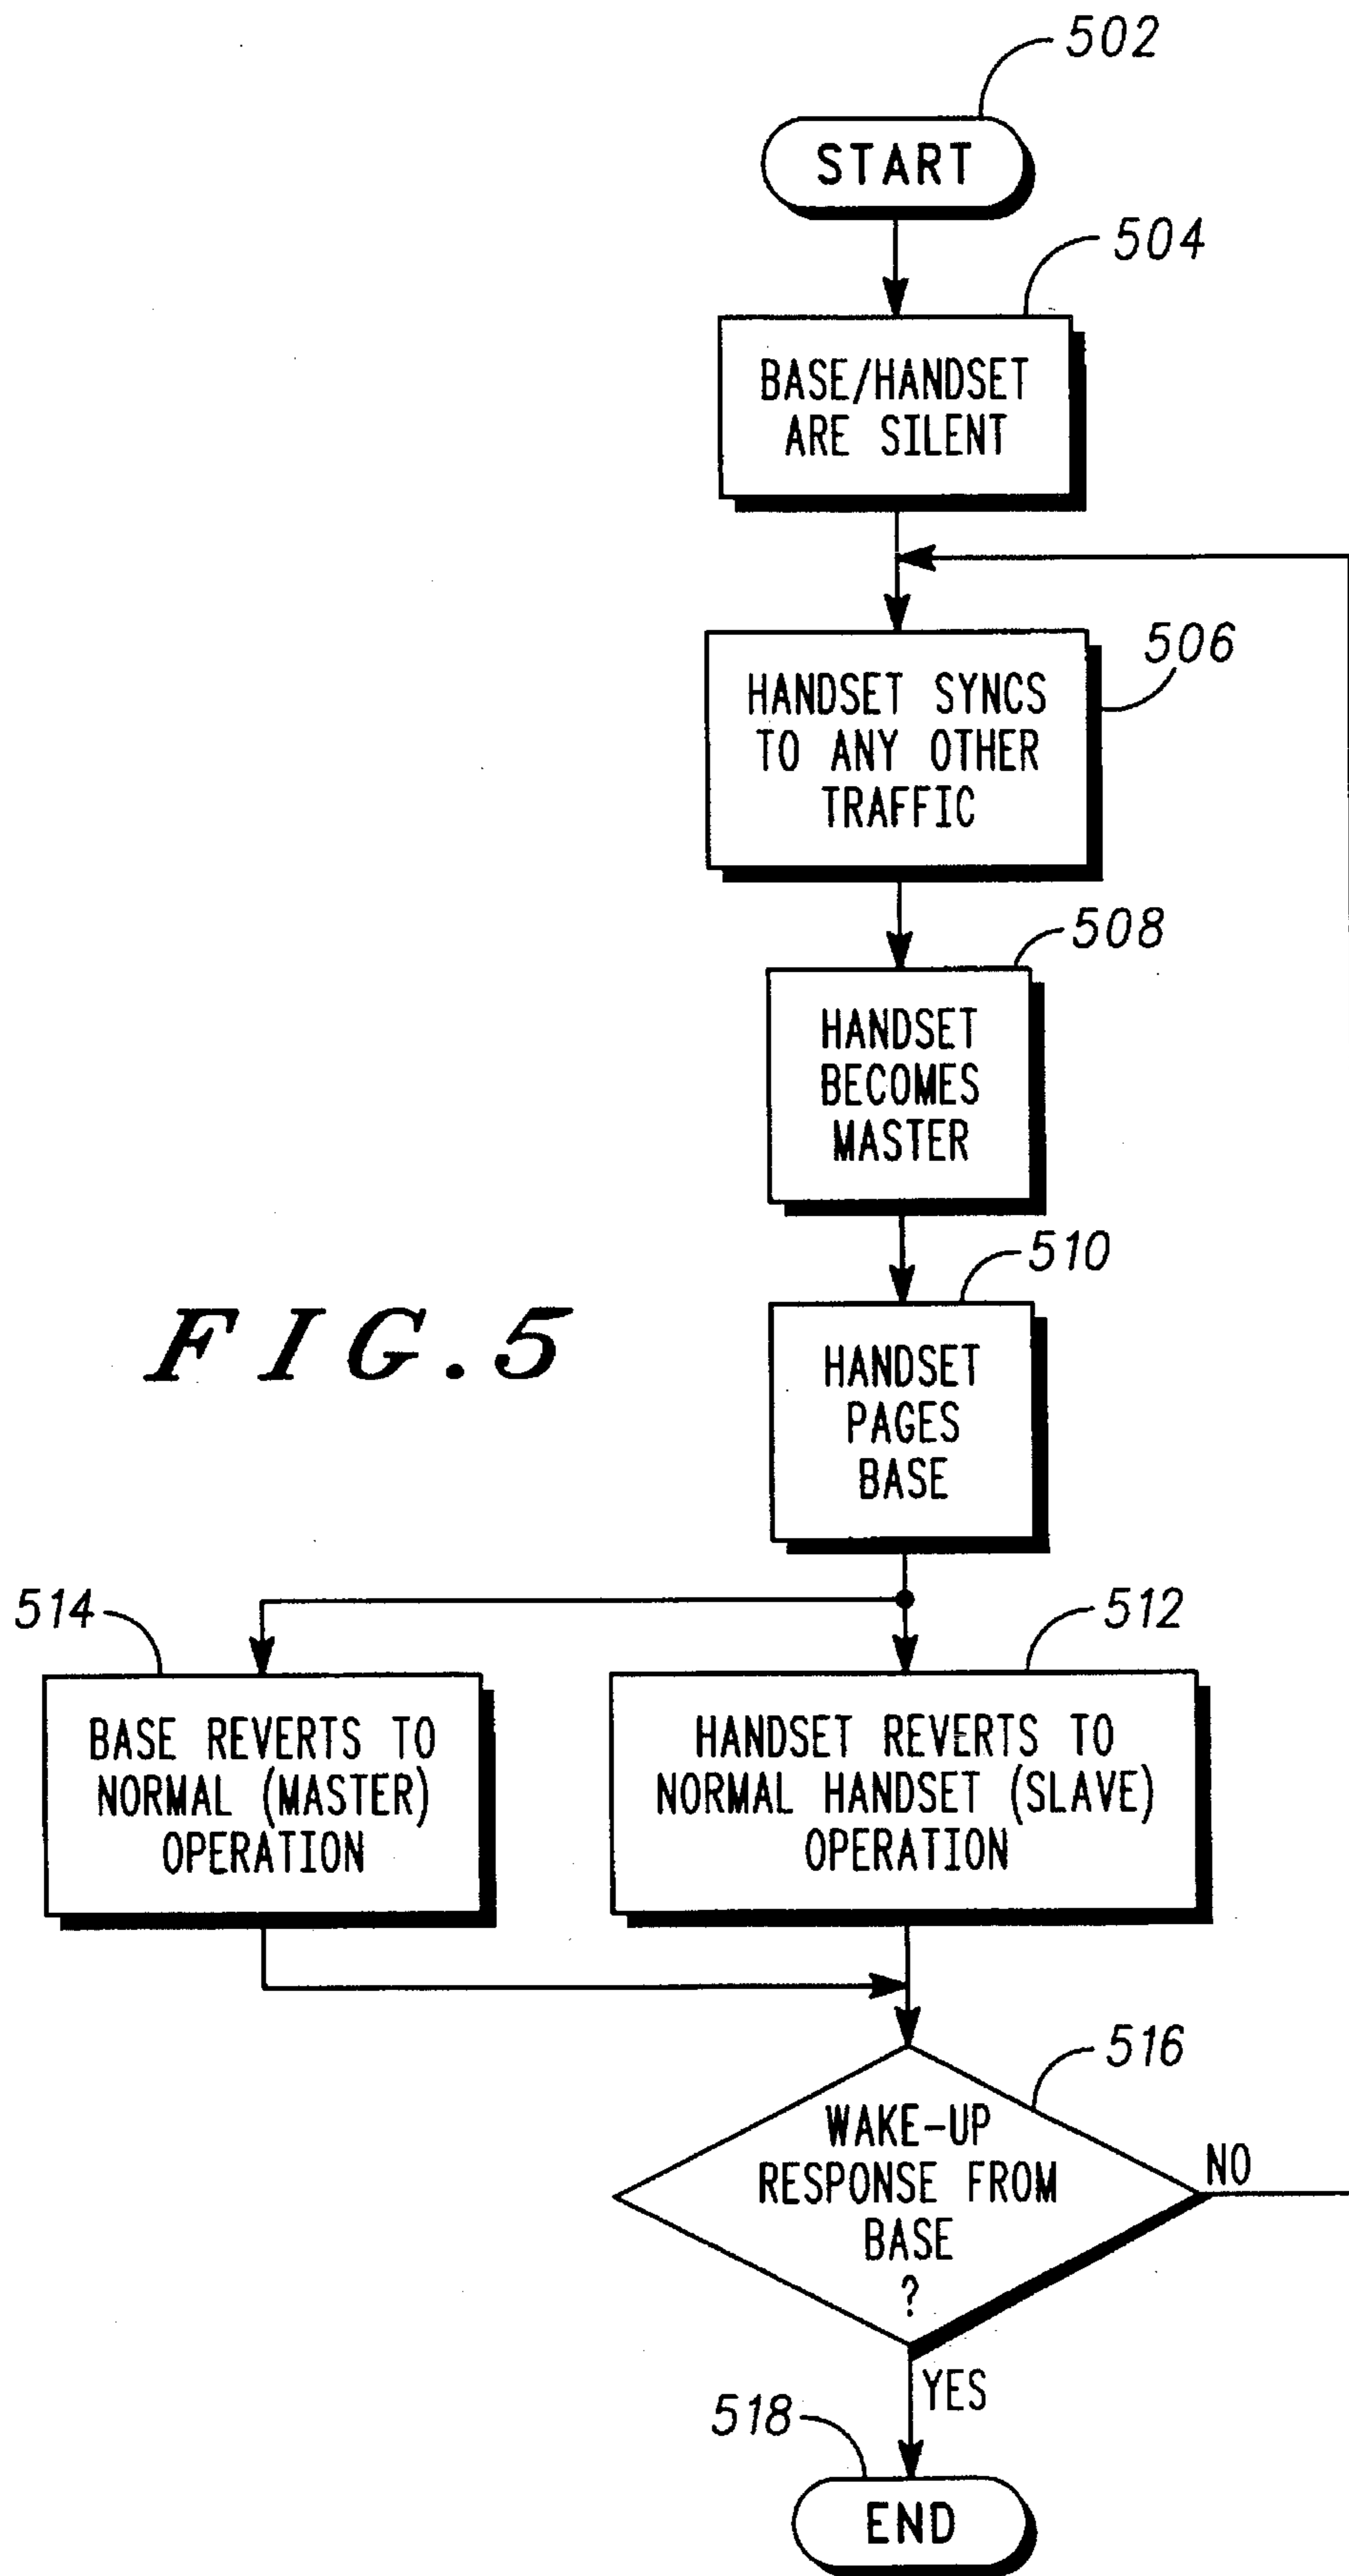 502
START
504
BASE/HANDSET
ARE SILENT
506
HANDSET SYNCS
TO ANY OTHER
TRAFFIC
508
HANDSET
BECOMES
MASTER
510
HANDSET
PAGES
BASE
FIG.5
514
BASE REVERTS TO
NORMAL (MASTER)
OPERATION
512
HANDSET REVERTS TO
NORMAL HANDSET (SLAVE)
OPERATION
516
WAKE-UP
RESPONSE FROM
BASE
?
NO
YES
518
END